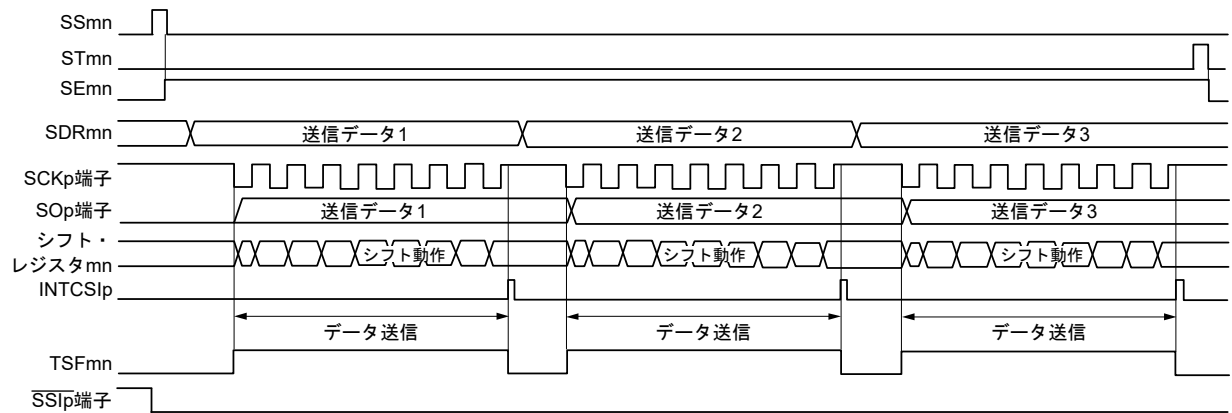 SSmn
STmn
SEmn
SDRmn 送信データ1 送信データ2 送信データ3
SCKp端子
SOp端子 送信データ1 送信データ2 送信データ3
シフト・
レジスタmn シフト動作 シフト動作 シフト動作
INTCSIp
データ送信 データ送信 データ送信
TSFmn
SSIp端子